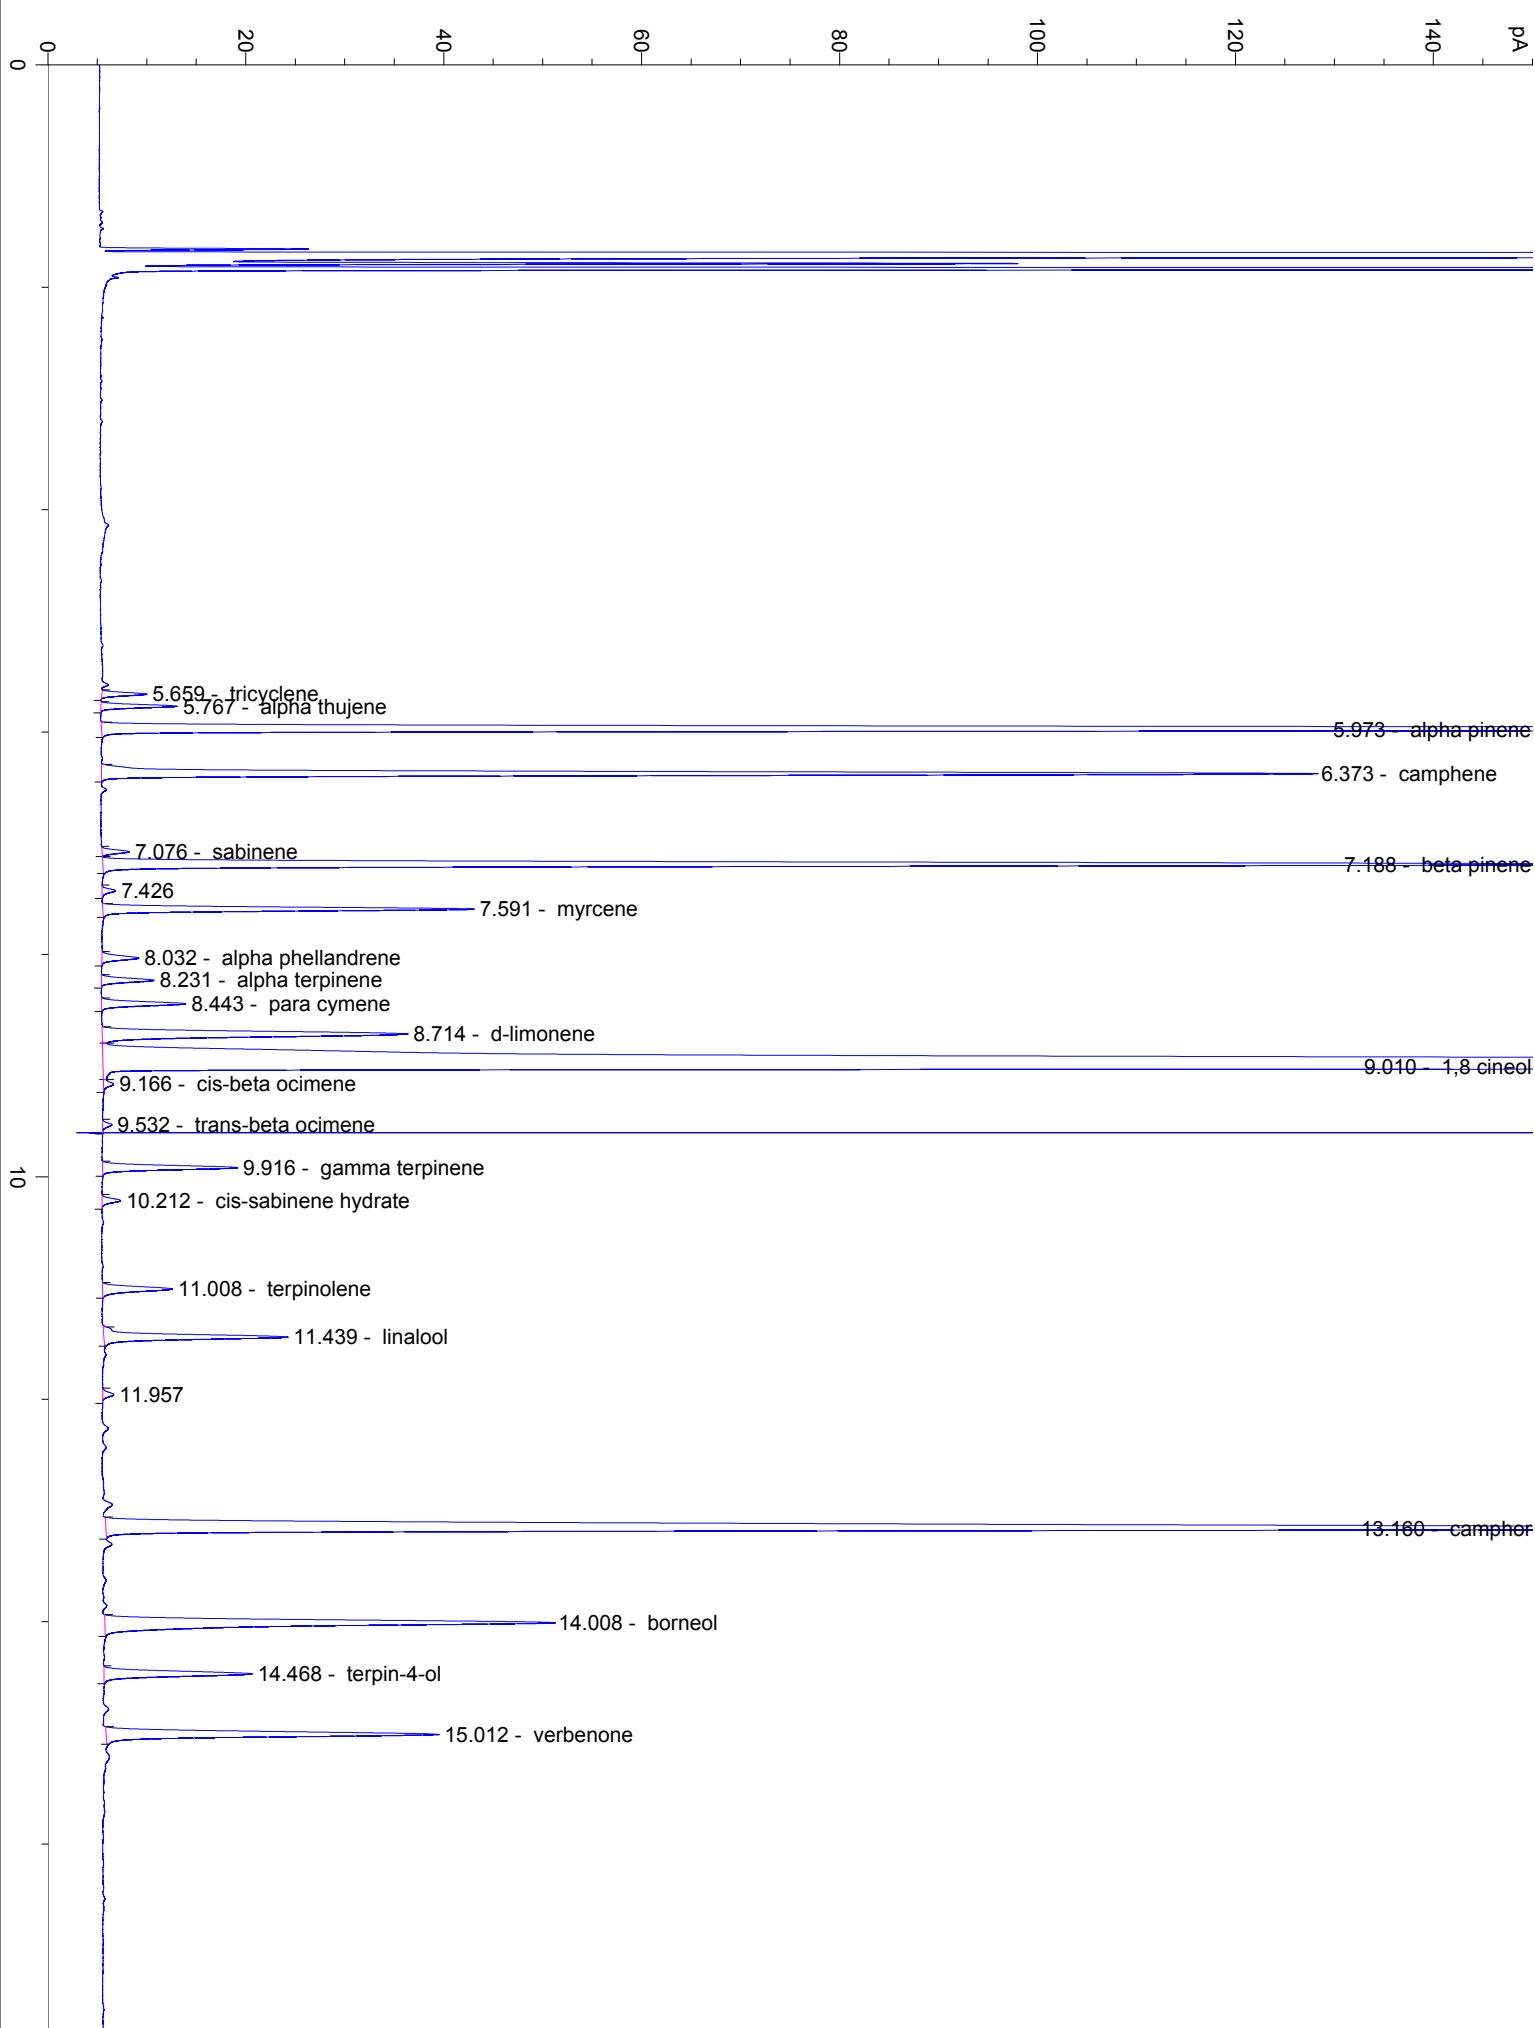 pA
0
20
40
60
80
100
120
140
0
5.659 - tricyclene
5.767 - alpha thujene
5.973 - alpha pinene
6.373 - camphene
7.076 - sabinene
7.188 - beta pinene
7.426
7.591 - myrcene
8.032 - alpha phellandrene
8.231 - alpha terpinene
8.443 - para cymene
8.714 - d-limonene
9.010 - 1,8 cineol
9.166 - cis-beta ocimene
9.532 - trans-beta ocimene
9.916 - gamma terpinene
10
10.212 - cis-sabinene hydrate
11.008 - terpinolene
11.439 - linalool
11.957
13.160 - camphor
14.008 - borneol
14.468 - terpin-4-ol
15.012 - verbenone